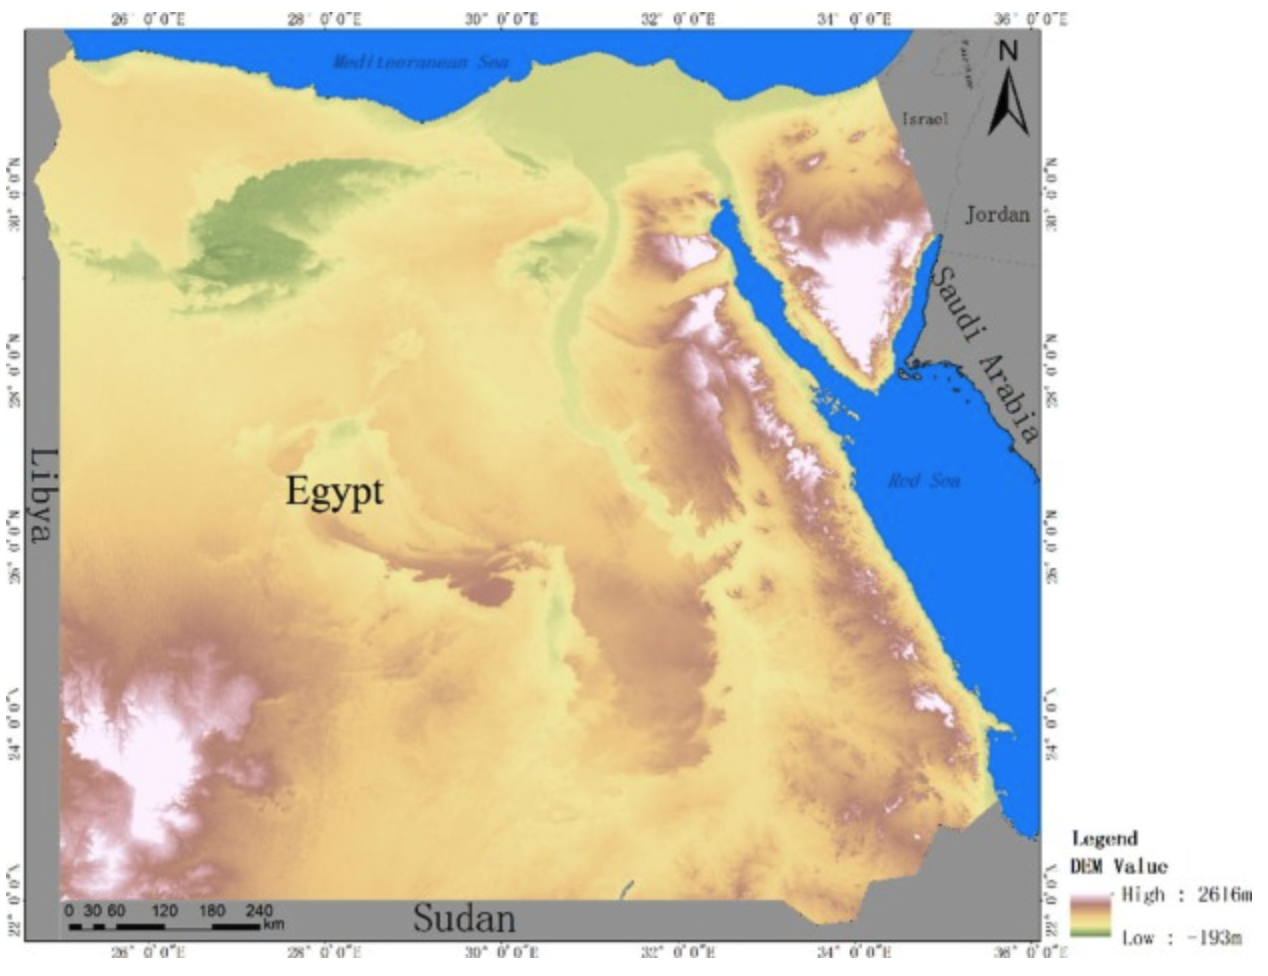 26° 0'0"E 28° 0'0"E 30° 0'0"E 32° 0'0"E 34° 0'0"E 36° 0'0"E
Mediteeranean Sea
N
Israel
Jordan
30° 0'0"N
30° 0'0"N
Saudi Arabia
28° 0'0"N
28° 0'0"N
Libya
Egypt
Red Sea
26° 0'0"N
26° 0'0"N
24° 0'0"N
24° 0'0"N
Legend
DEM Value
High : 2616m
Low : -193m
22° 0'0"N
22° 0'0"N
0 30 60 120 180 240
km
Sudan
26° 0'0"E 28° 0'0"E 30° 0'0"E 32° 0'0"E 34° 0'0"E 36° 0'0"E